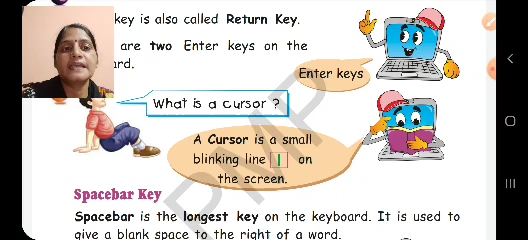 key is also called Return Key.
are two Enter keys on the
Enter keys
What is a cursor ?
A Cursor is a small
blinking line | on
the screen.
Spacebar Key
Spacebar is the longest key on the keyboard. It is used to
give a blank space to the right of a word.
PMP